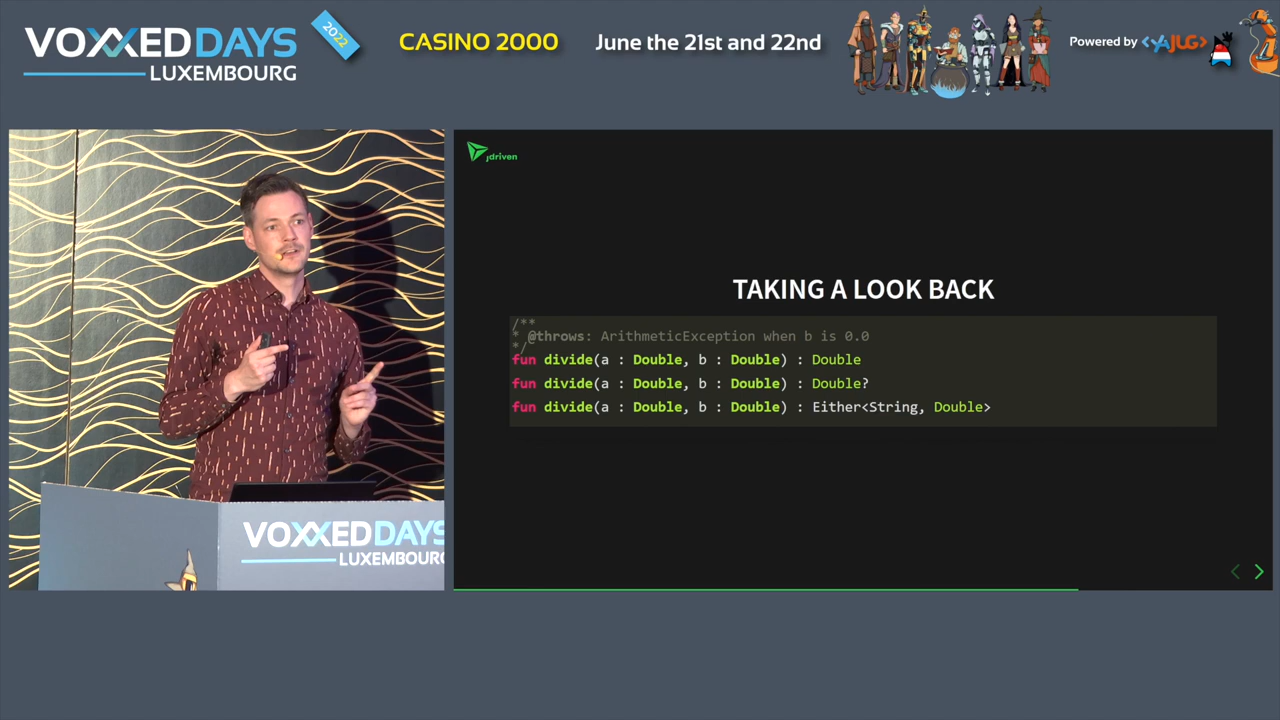 VOXXED DAYS
LUXEMBOURG
2022
CASINO 2000
June the 21st and 22nd
Powered by <YAJUG>
jdriven
TAKING A LOOK BACK
/**
* @throws: ArithmeticException when b is 0.0
*/
fun divide(a : Double, b : Double) : Double
fun divide(a : Double, b : Double) : Double?
fun divide(a : Double, b : Double) : Either<String, Double>
VOXXED DAYS
LUXEMBOURG
< >